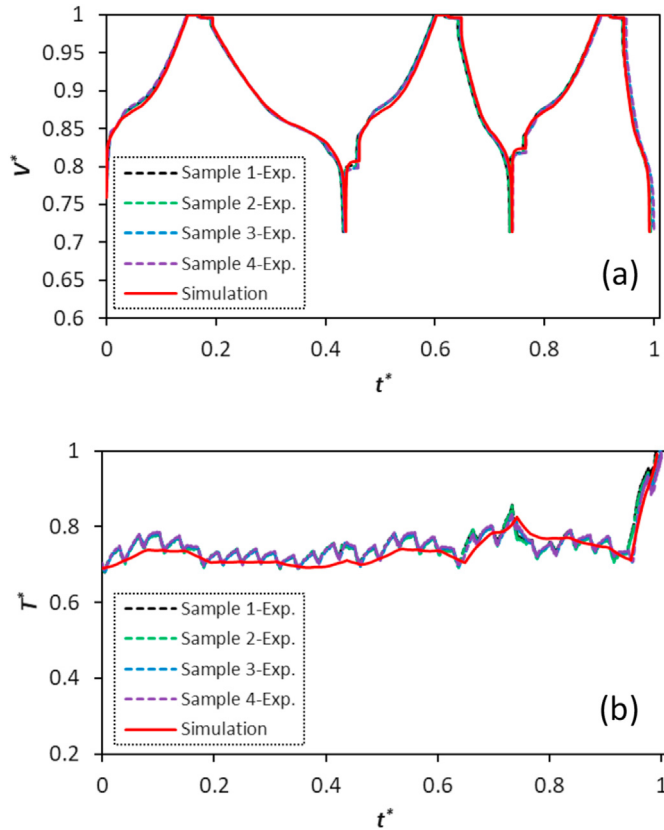 1
0.95
0.9
0.85
0.8
0.75
0.7
0.65
0.6
V*
Sample 1-Exp.
Sample 2-Exp.
Sample 3-Exp.
Sample 4-Exp.
Simulation
(a)
0 0.2 0.4 0.6 0.8 1
t*
1
0.8
0.6
0.4
0.2
T*
Sample 1-Exp.
Sample 2-Exp.
Sample 3-Exp.
Sample 4-Exp.
Simulation
(b)
0 0.2 0.4 0.6 0.8 1
t*